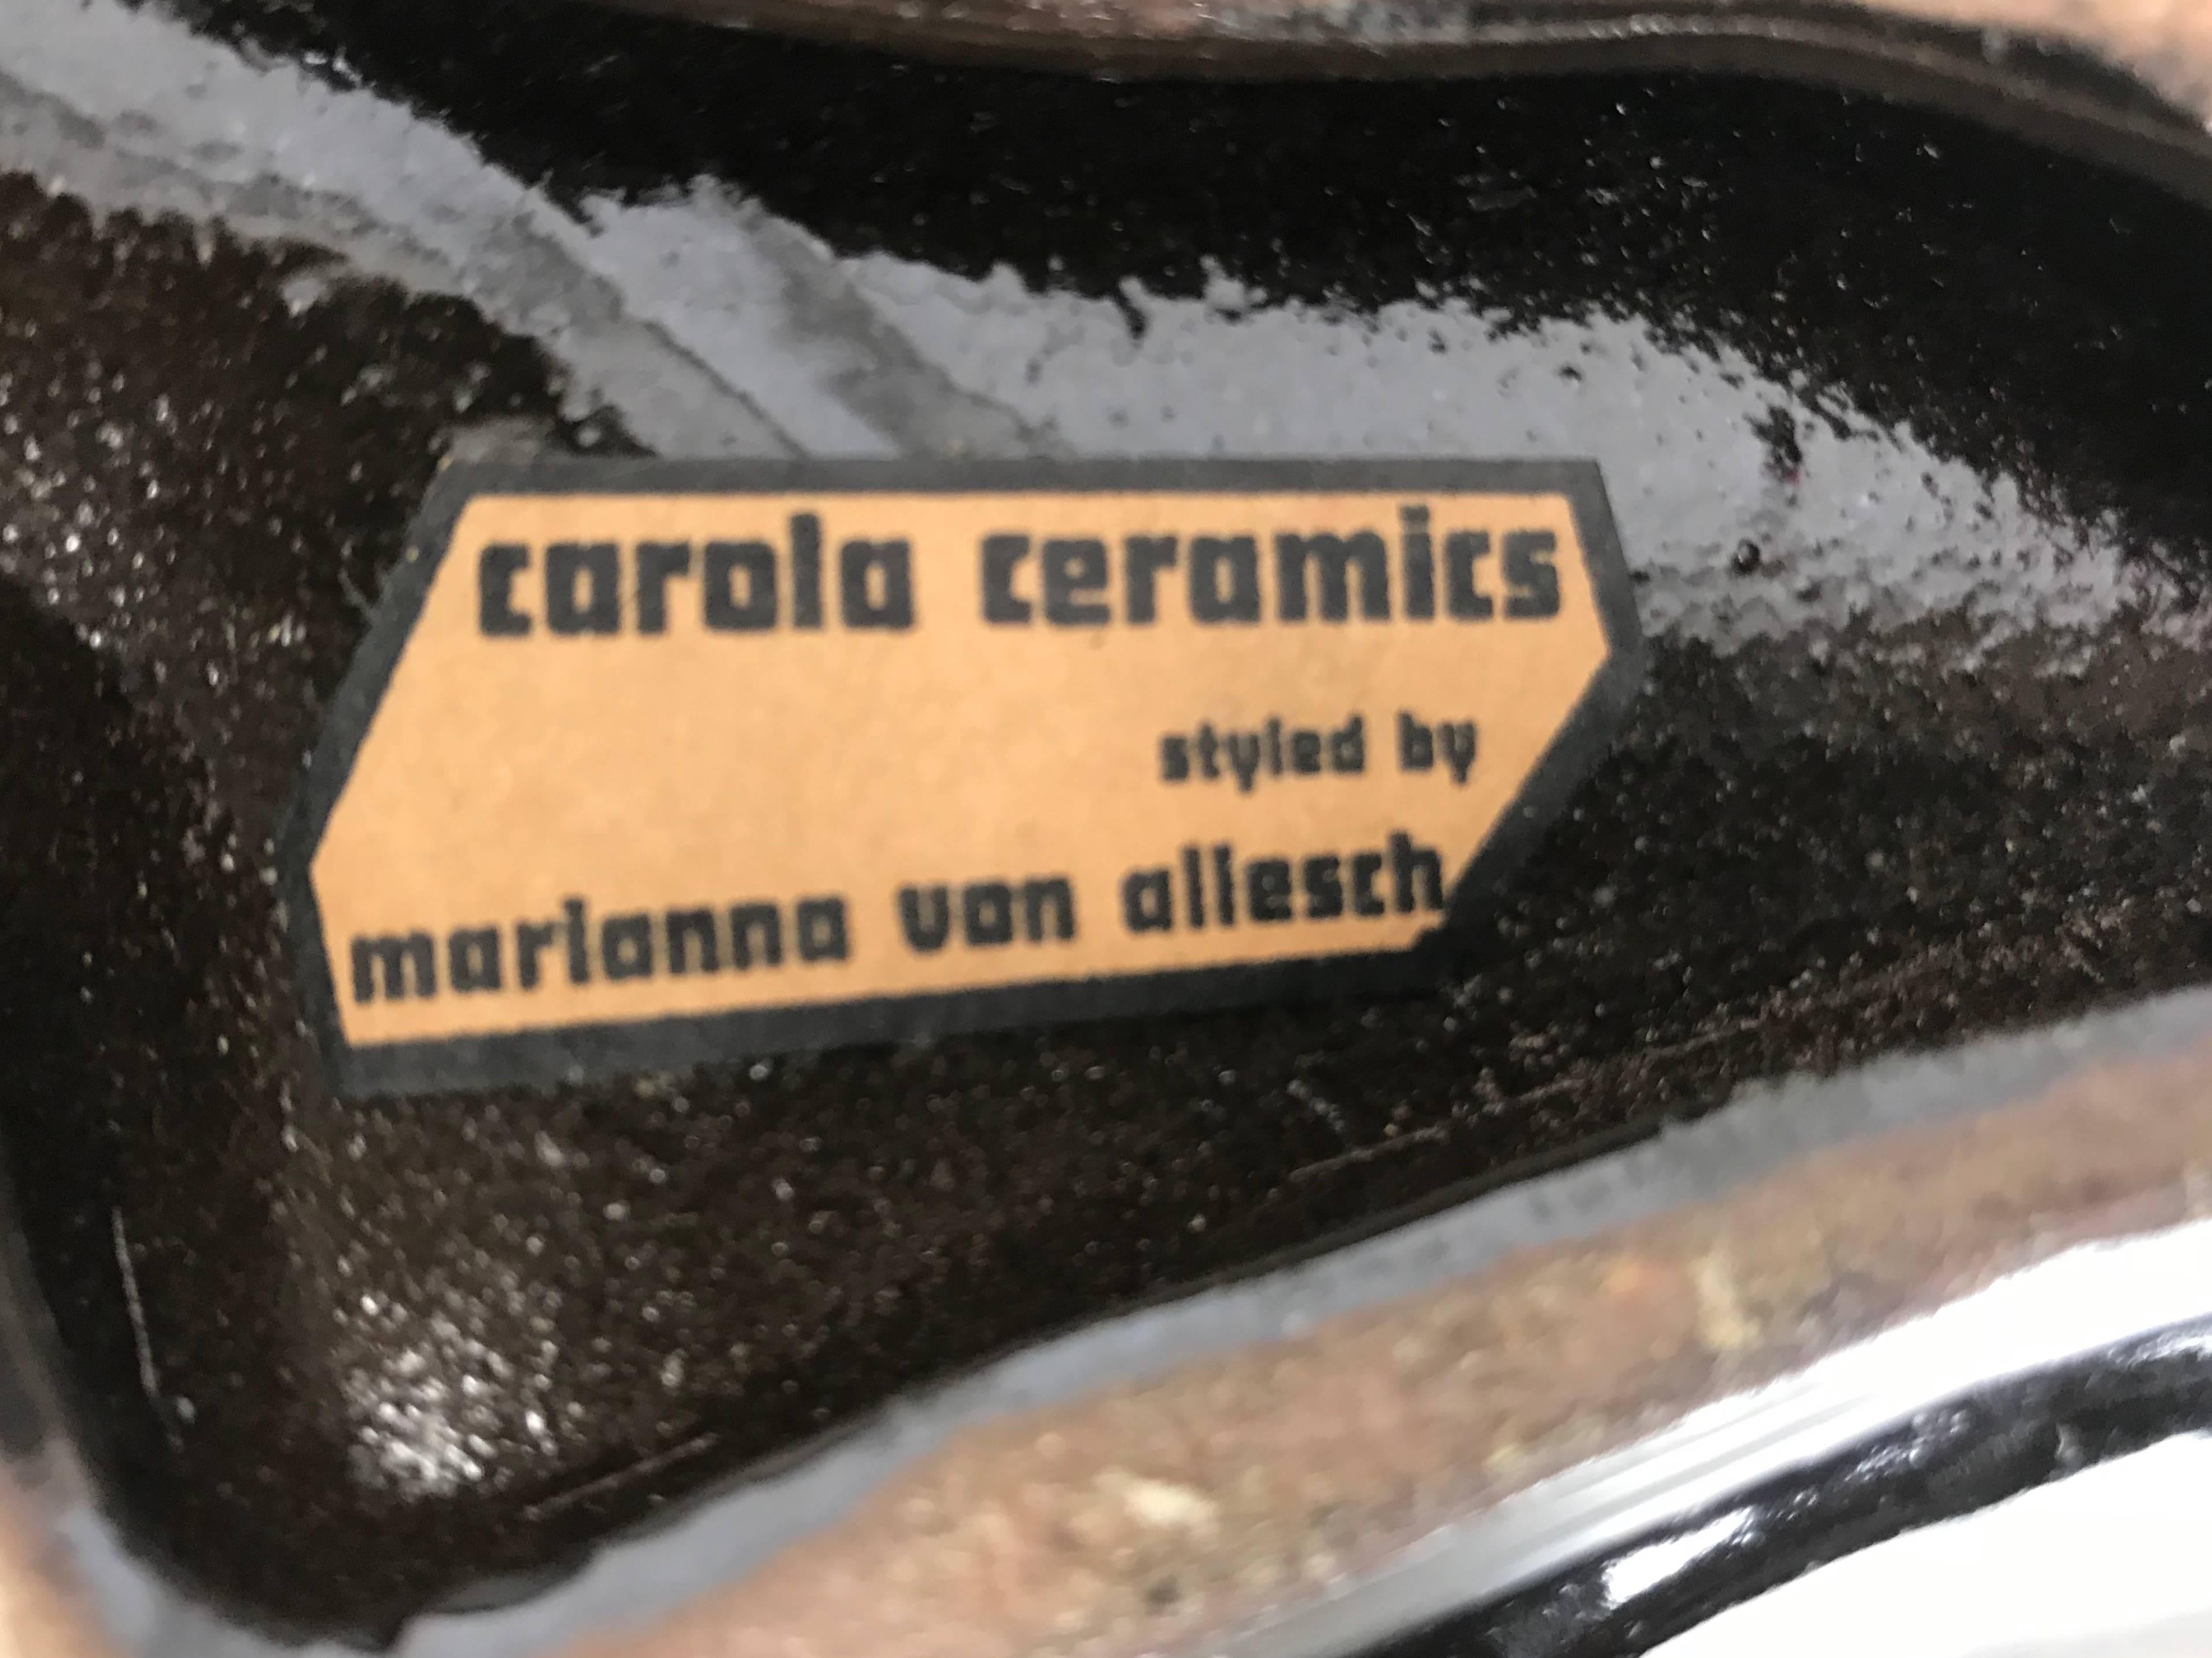 carola ceramics
styled by
marianna von allesch